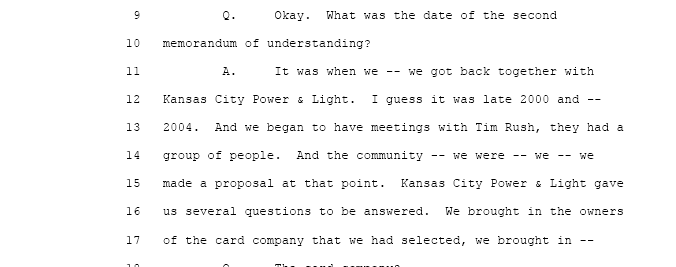 9 Q. Okay. What was the date of the second
10 memorandum of understanding?
11 A. It was when we -- we got back together with
12 Kansas City Power & Light. I guess it was late 2000 and --
13 2004. And we began to have meetings with Tim Rush, they had a
14 group of people. And the community -- we were -- we -- we
15 made a proposal at that point. Kansas City Power & Light gave
16 us several questions to be answered. We brought in the owners
17 of the card company that we had selected, we brought in --
18 Q. The card company?